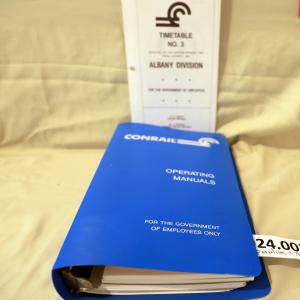 TIMETABLE
NO. 3
ALBANY DIVISION
FOR THE GOVERNMENT OF EMPLOYEES
CONRAIL
OPERATING
MANUALS
FOR THE GOVERNMENT
OF EMPLOYEES ONLY
24.00